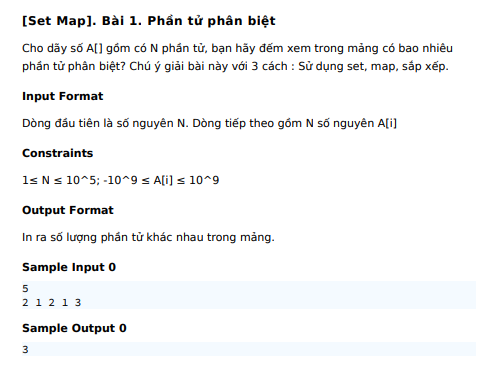 [Set Map]. Bài 1. Phần tử phân biệt
Cho dãy số A[] gồm có N phần tử, bạn hãy đếm xem trong mảng có bao nhiêu
phần tử phân biệt? Chú ý giải bài này với 3 cách : Sử dụng set, map, sắp xếp.
Input Format
Dòng đầu tiên là số nguyên N. Dòng tiếp theo gồm N số nguyên A[i]
Constraints
1≤ N ≤ 10^5; -10^9 ≤ A[i] ≤ 10^9
Output Format
In ra số lượng phần tử khác nhau trong mảng.
Sample Input 0
5
2 1 2 1 3
Sample Output 0
3